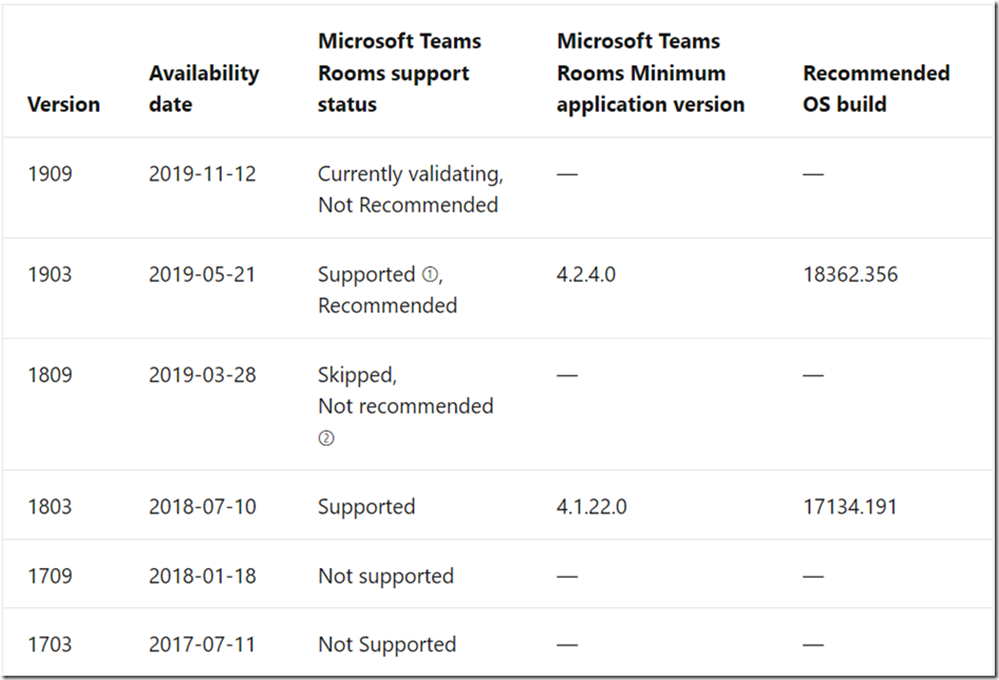 Version
Availability date
Microsoft Teams Rooms support status
Microsoft Teams Rooms Minimum application version
Recommended OS build
1909
2019-11-12
Currently validating,
Not Recommended
—
—
1903
2019-05-21
Supported ①,
Recommended
4.2.4.0
18362.356
1809
2019-03-28
Skipped,
Not recommended
②
—
—
1803
2018-07-10
Supported
4.1.22.0
17134.191
1709
2018-01-18
Not supported
—
—
1703
2017-07-11
Not Supported
—
—